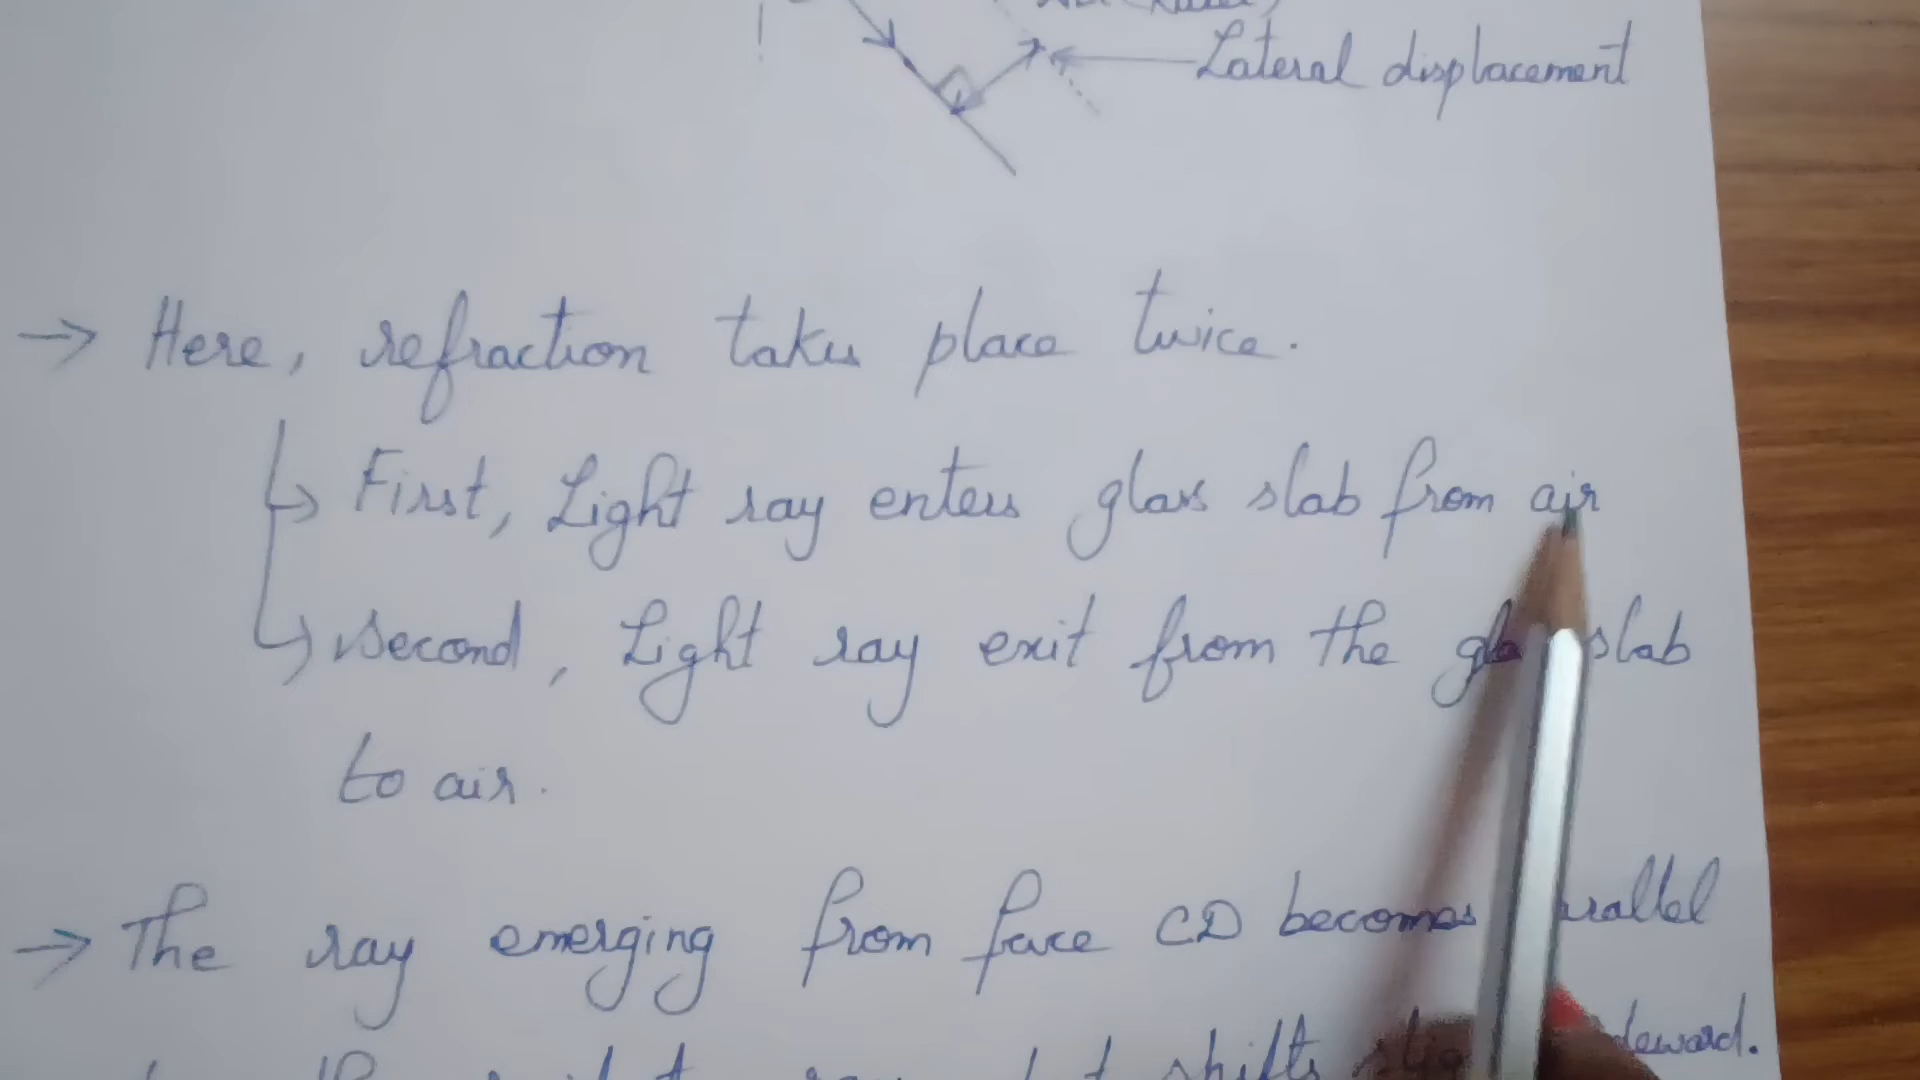 Lateral displacement
→ Here, refraction takes place twice.
↳ First, Light ray enters glass slab from air
↳ Second, Light ray exit from the slab
to air.
→ The ray emerging from face CD becomes
shifts